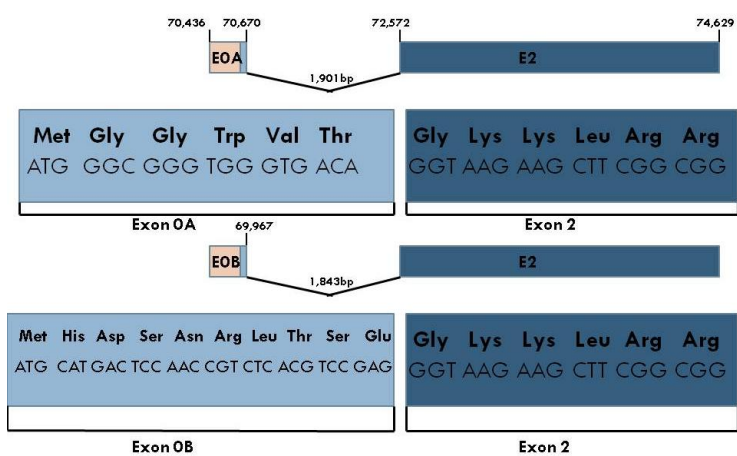 70,436 70,670 72,572 74,629
E0A E2
1,901bp
Met Gly Gly Trp Val Thr Gly Lys Lys Leu Arg Arg
ATG GGC GGG TGG GTG ACA GGT AAG AAG CTT CGG CGG
Exon 0A Exon 2
69,967
E0B E2
1,843bp
Met His Asp Ser Asn Arg Leu Thr Ser Glu Gly Lys Lys Leu Arg Arg
ATG CAT GAC TCC AAC CGT CTC ACG TCC GAG GGT AAG AAG CTT CGG CGG
Exon 0B Exon 2